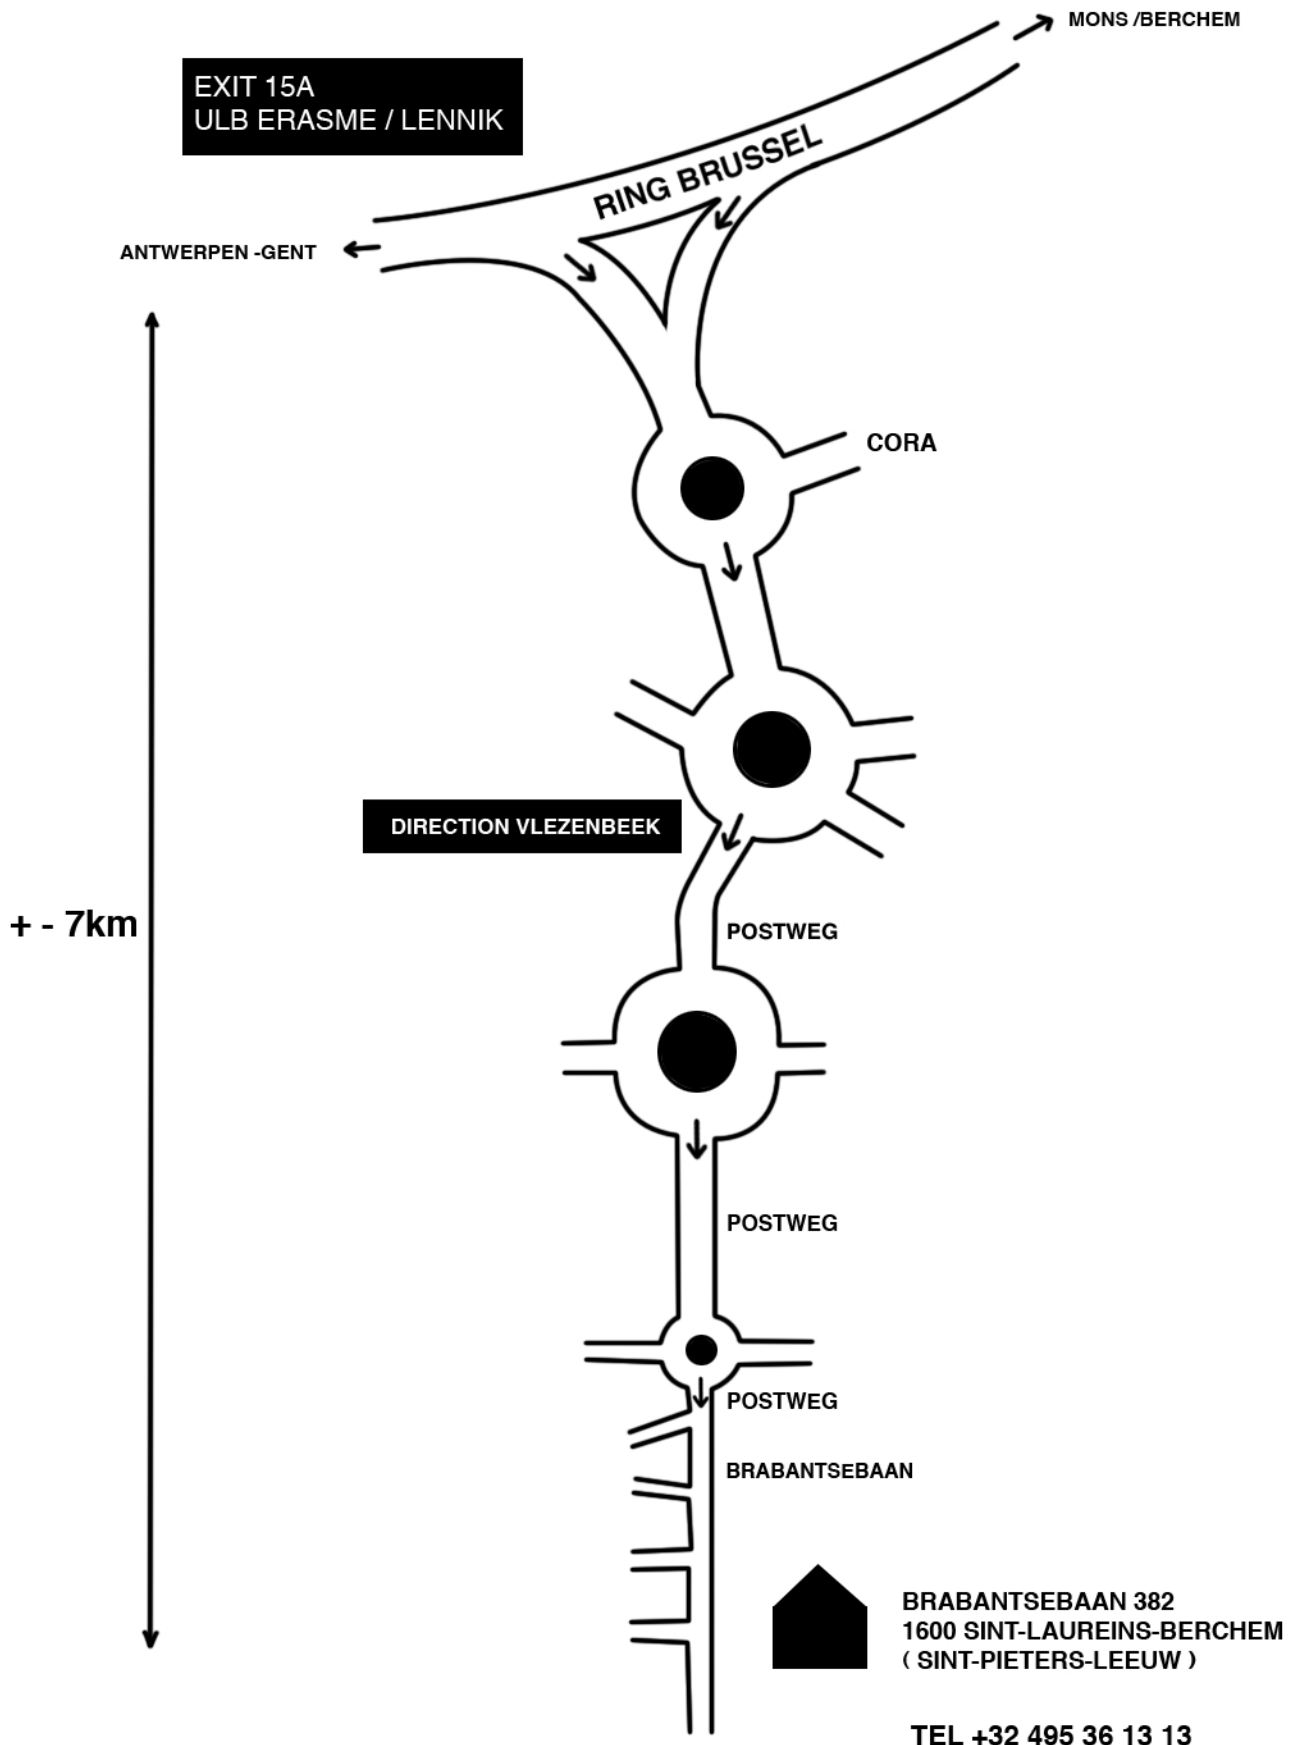 MONS /BERCHEM
EXIT 15A
ULB ERASME / LENNIK
RING BRUSSEL
ANTWERPEN -GENT
CORA
DIRECTION VLEZENBEEK
+ - 7km
POSTWEG
POSTWEG
POSTWEG
BRABANTSEBAAN
BRABANTSEBAAN 382
1600 SINT-LAUREINS-BERCHEM
( SINT-PIETERS-LEEUW )
TEL +32 495 36 13 13